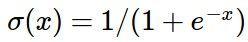 σ(x) = 1/(1 + e⁻ˣ)